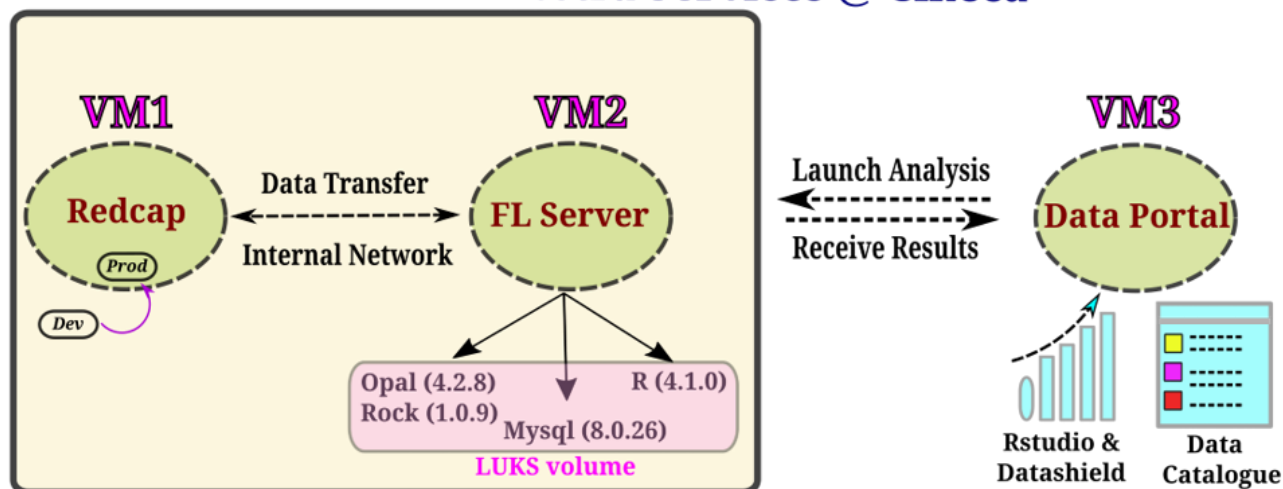 @ Cineca
VM1
VM2
VM3
Redcap
Prod
Dev
Data Transfer
Internal Network
FL Server
Launch Analysis
Receive Results
Data Portal
Opal (4.2.8)
R (4.1.0)
Rock (1.0.9)
Mysql (8.0.26)
LUKS volume
Rstudio &
Datashield
Data
Catalogue